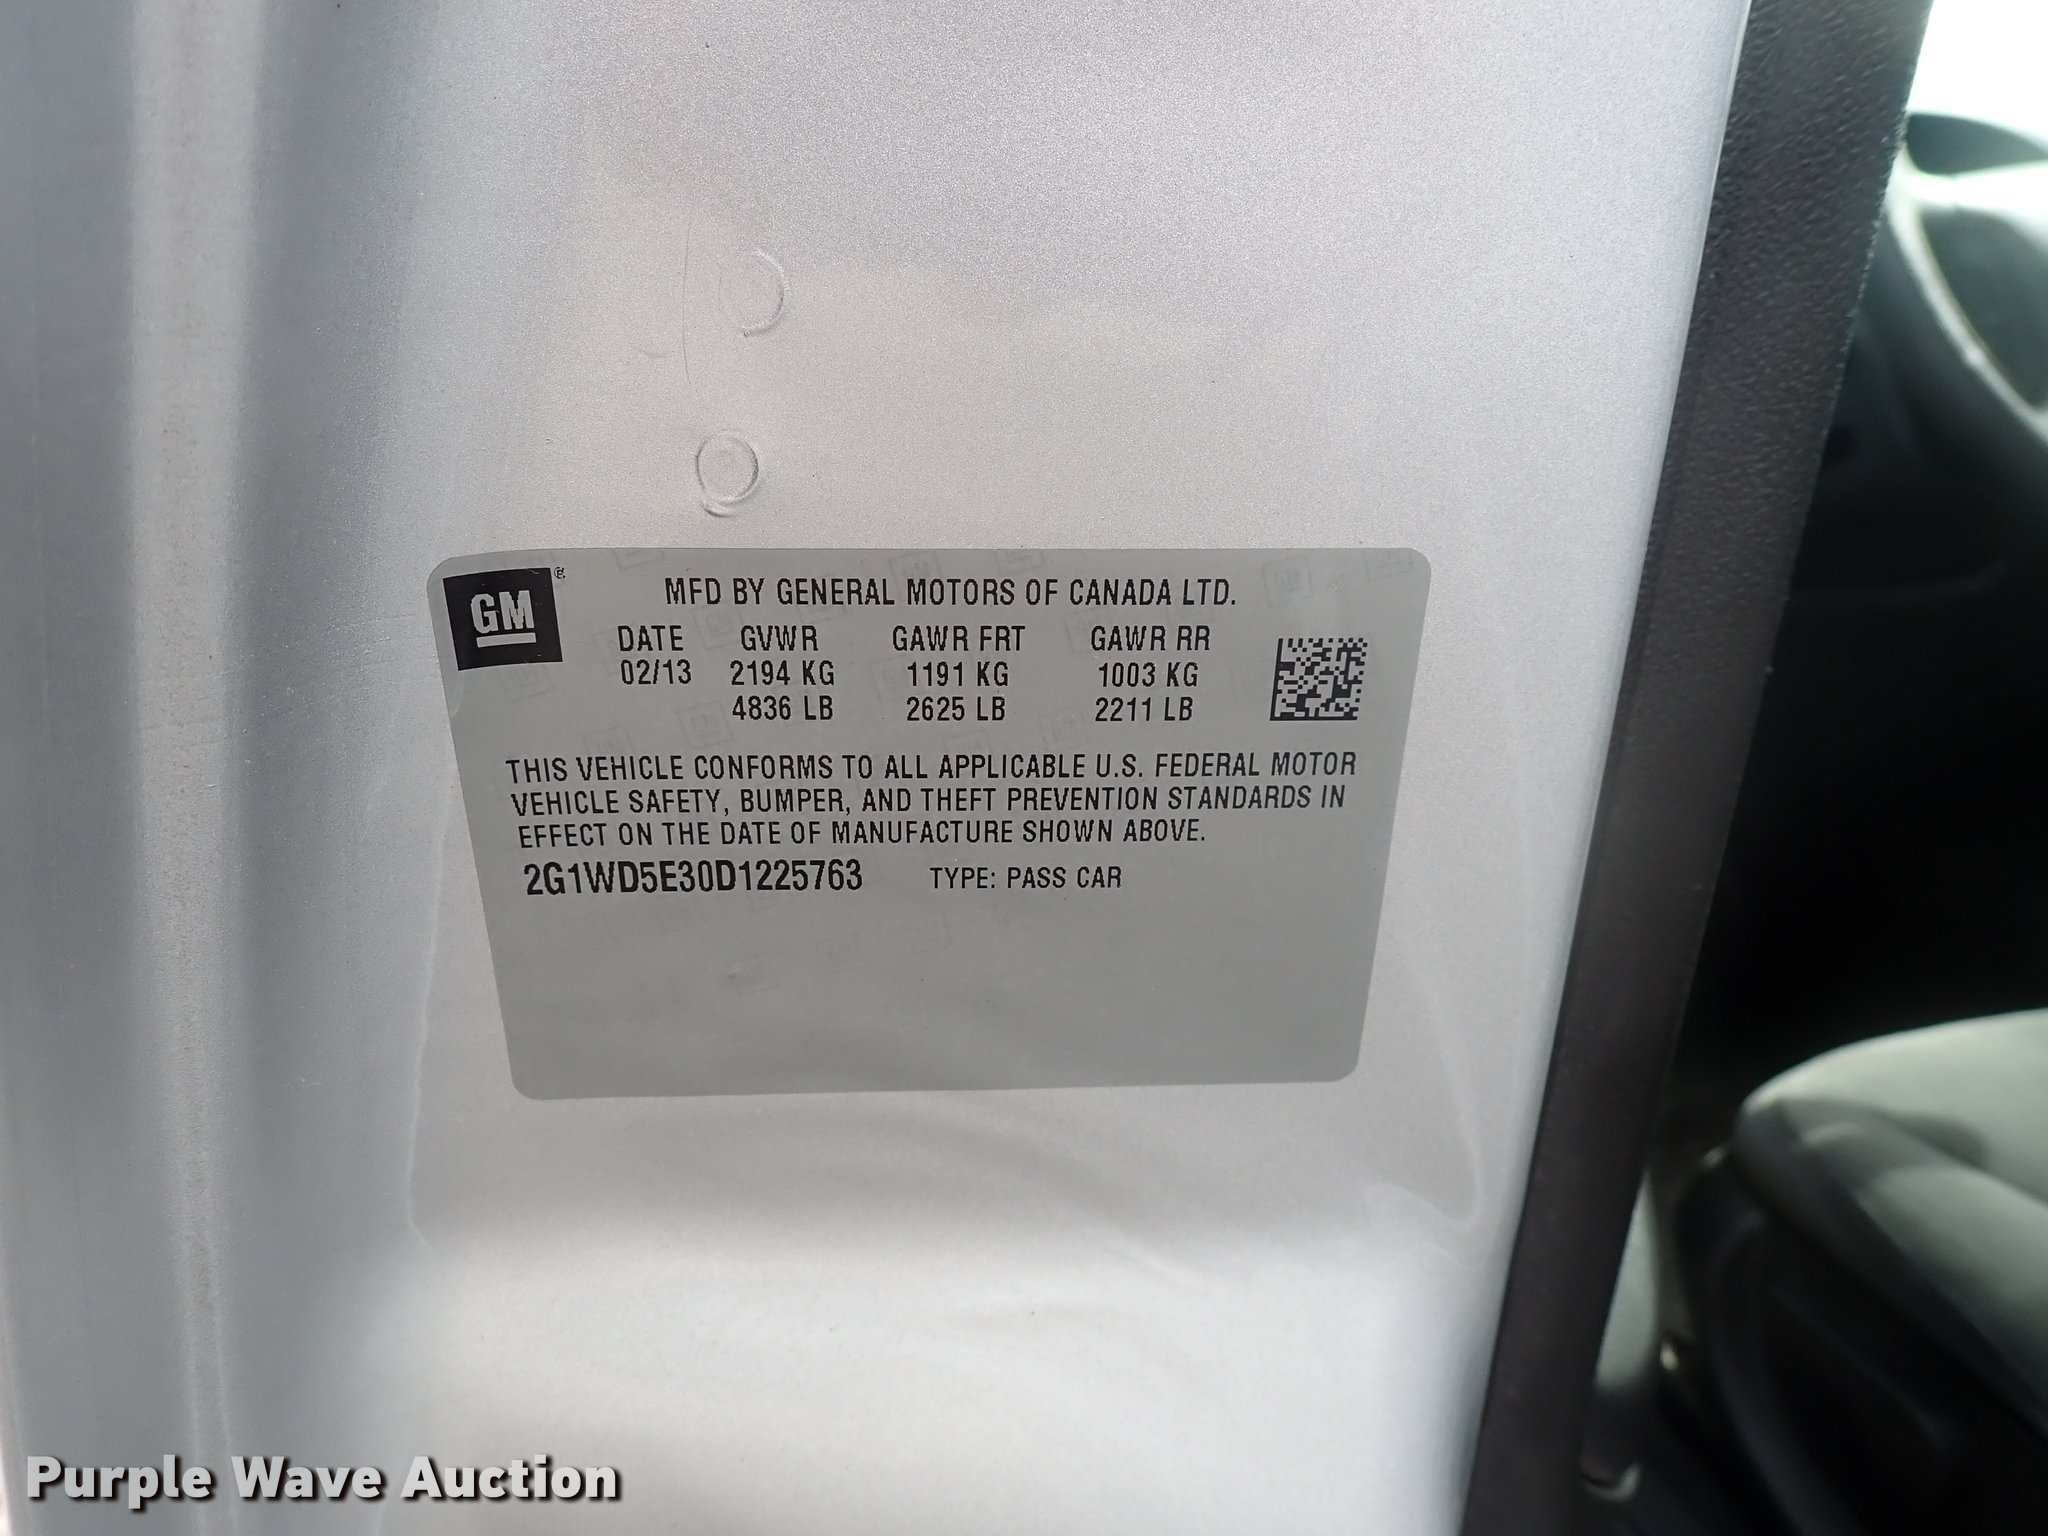 GM ®
MFD BY GENERAL MOTORS OF CANADA LTD.
DATE GVWR GAWR FRT GAWR RR
02/13 2194 KG 1191 KG 1003 KG
4836 LB 2625 LB 2211 LB
THIS VEHICLE CONFORMS TO ALL APPLICABLE U.S. FEDERAL MOTOR
VEHICLE SAFETY, BUMPER, AND THEFT PREVENTION STANDARDS IN
EFFECT ON THE DATE OF MANUFACTURE SHOWN ABOVE.
2G1WD5E30D1225763 TYPE: PASS CAR
Purple Wave Auction